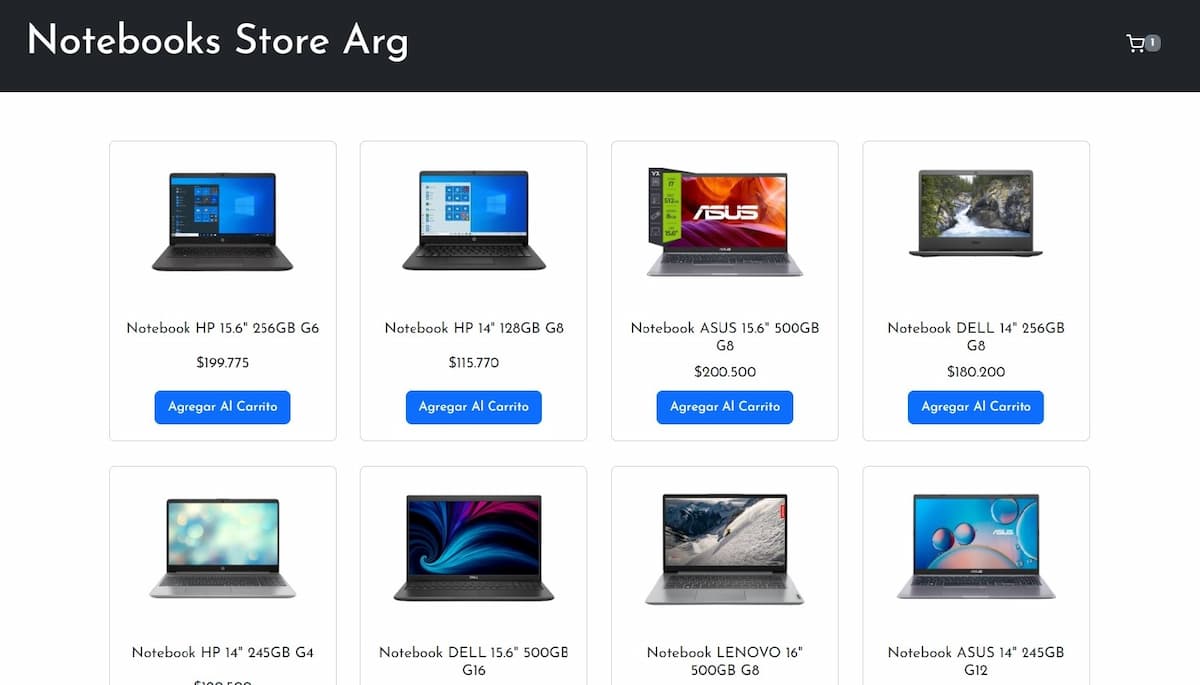 Notebooks Store Arg
1
ASUS
Notebook HP 15.6" 256GB G6
Notebook HP 14" 128GB G8
Notebook ASUS 15.6" 500GB
G8
Notebook DELL 14" 256GB
G8
$199.775
$115.770
$200.500
$180.200
Agregar Al Carrito
Agregar Al Carrito
Agregar Al Carrito
Agregar Al Carrito
ASUS
Notebook HP 14" 245GB G4
Notebook DELL 15.6" 500GB
G16
Notebook LENOVO 16"
500GB G8
Notebook ASUS 14" 245GB
G12